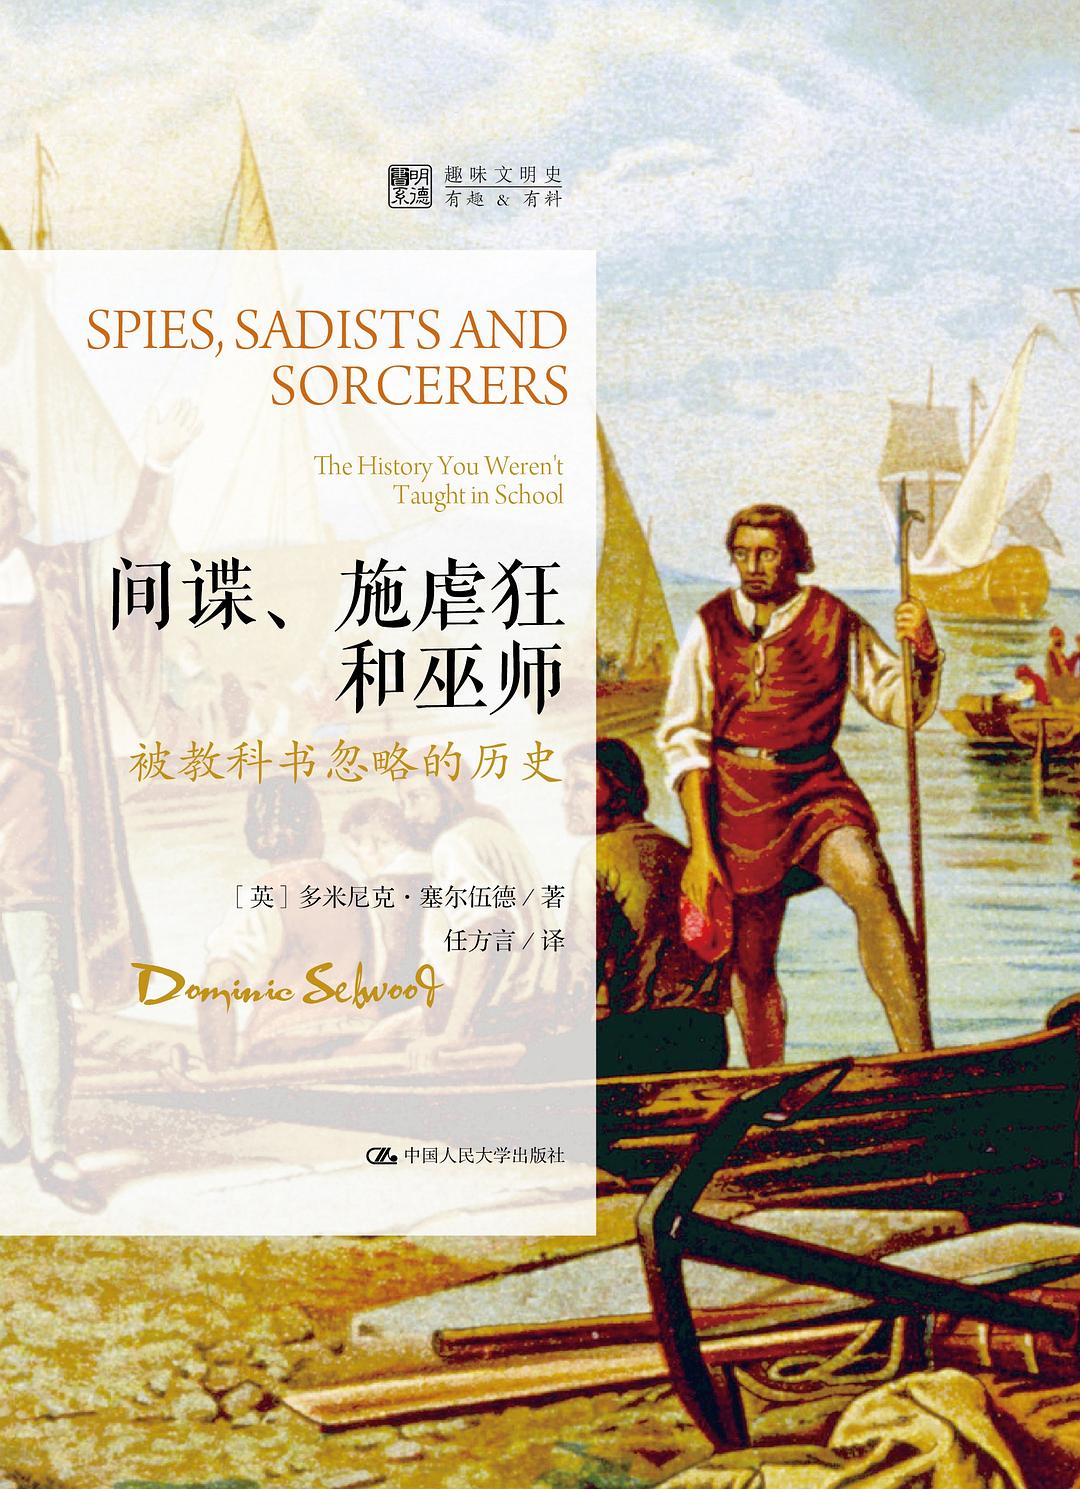 明德書系
趣味文明史
有趣 & 有料
SPIES, SADISTS AND
SORCERERS
The History You Weren't
Taught in School
间谍、施虐狂
和巫师
被教科书忽略的历史
［英］多米尼克·塞尔伍德／著
任方言／译
Dominic Selwood
中国人民大学出版社